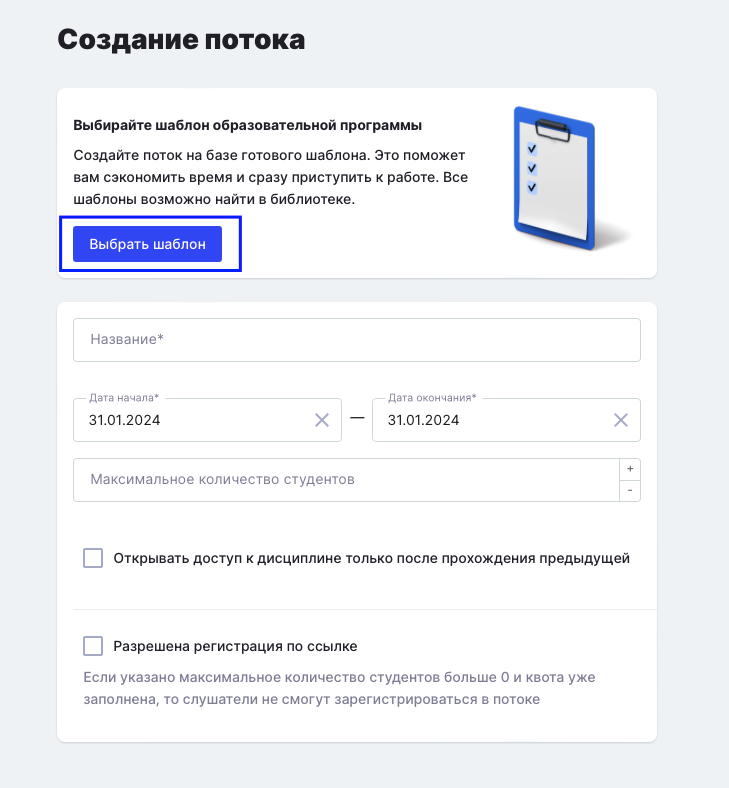 Создание потока
Выбирайте шаблон образовательной программы
Создайте поток на базе готового шаблона. Это поможет
вам сэкономить время и сразу приступить к работе. Все
шаблоны возможно найти в библиотеке.
Выбрать шаблон
Название*
Дата начала*
31.01.2024
—
Дата окончания*
31.01.2024
Максимальное количество студентов
+
-
Открывать доступ к дисциплине только после прохождения предыдущей
Разрешена регистрация по ссылке
Если указано максимальное количество студентов больше 0 и квота уже
заполнена, то слушатели не смогут зарегистрироваться в потоке